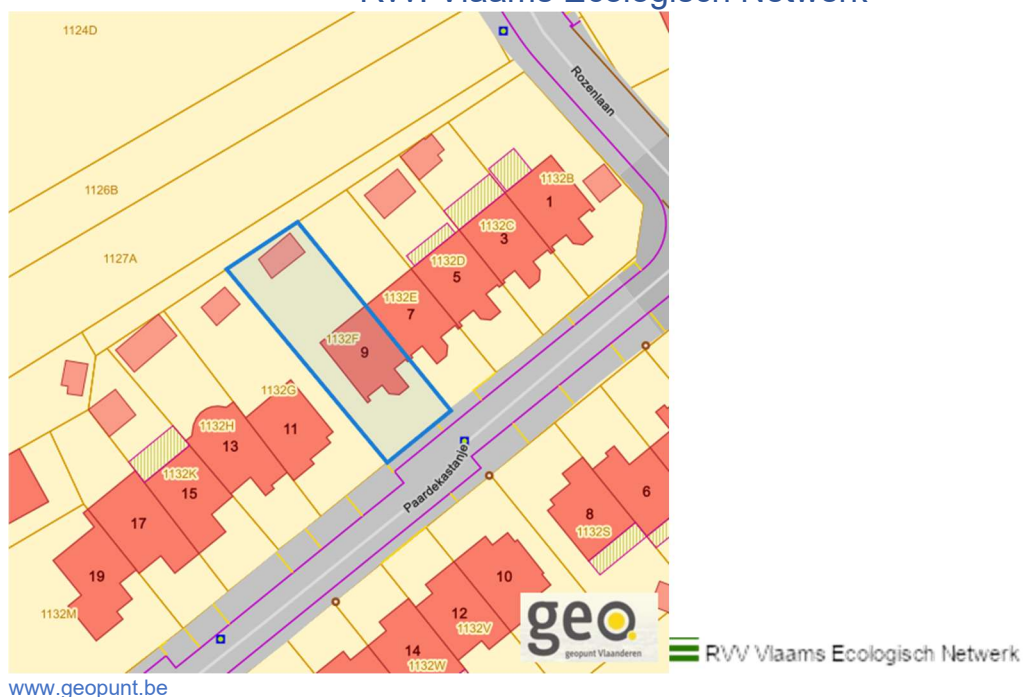 RVV Vlaams Ecologisch Netwerk
1124D
Rozenlaan
1126B
1132B
1
1132C
3
1127A
1132D
5
1132E
7
1132F
9
1132G
11
1132H
13
Paardekastanje
1132K
15
6
17
8
1132S
19
10
1132M
12
1132V
14
1132W
geo
geopunt Vlaanderen
RVV Vlaams Ecologisch Netwerk
www.geopunt.be